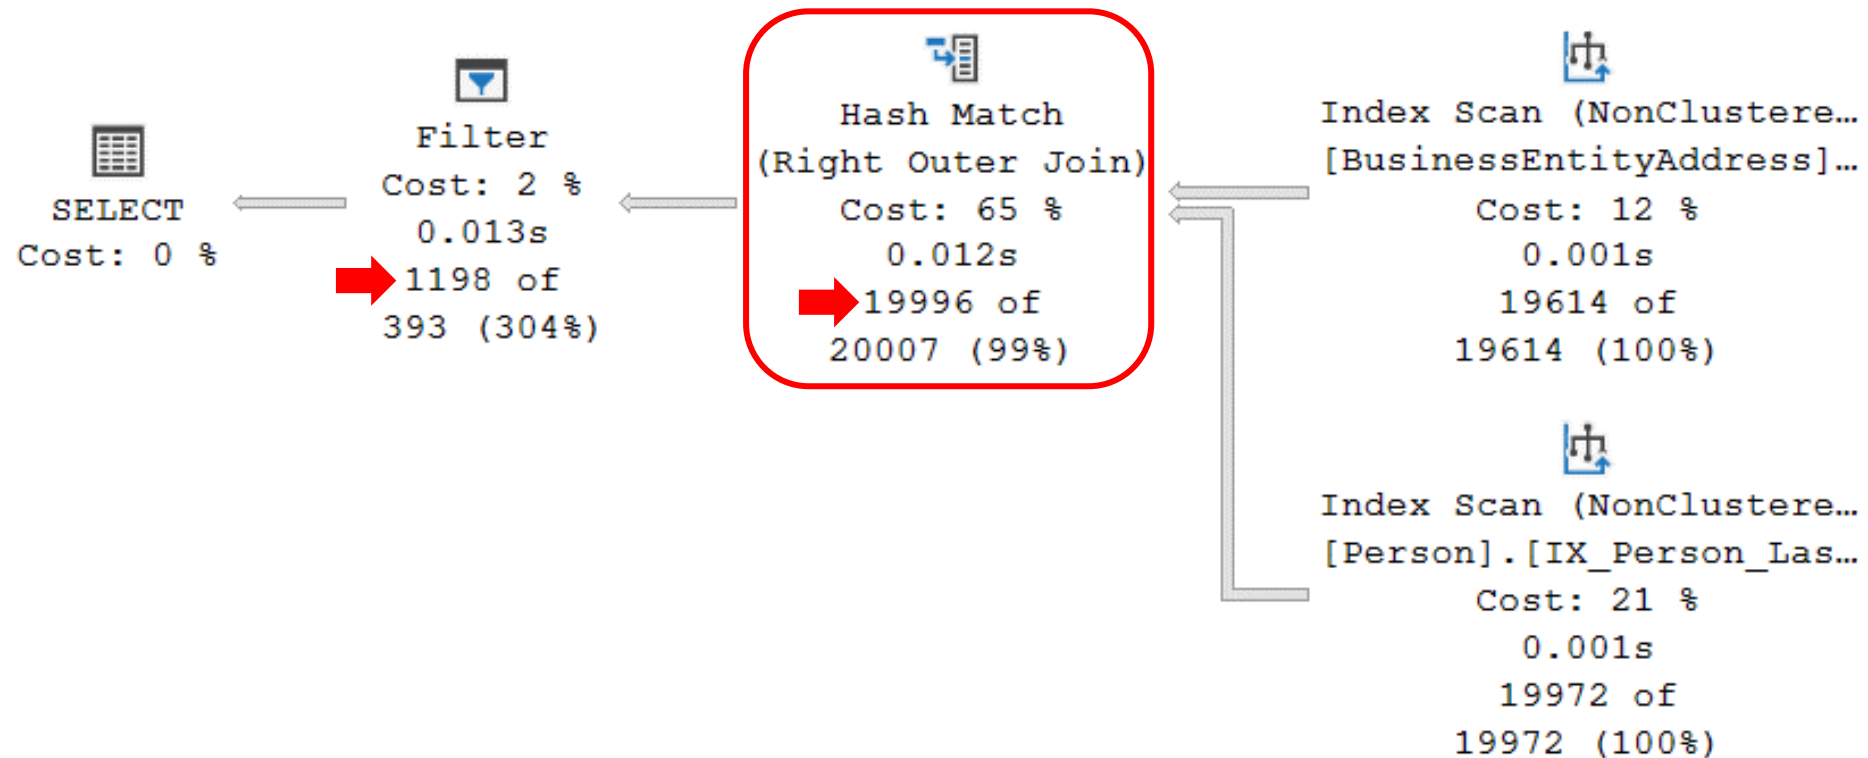 SELECT
Cost: 0 %
Filter
Cost: 2 %
0.013s
1198 of
393 (304%)
Hash Match
(Right Outer Join)
Cost: 65 %
0.012s
19996 of
20007 (99%)
Index Scan (NonClustere…
[BusinessEntityAddress]…
Cost: 12 %
0.001s
19614 of
19614 (100%)
Index Scan (NonClustere…
[Person].[IX_Person_Las…
Cost: 21 %
0.001s
19972 of
19972 (100%)